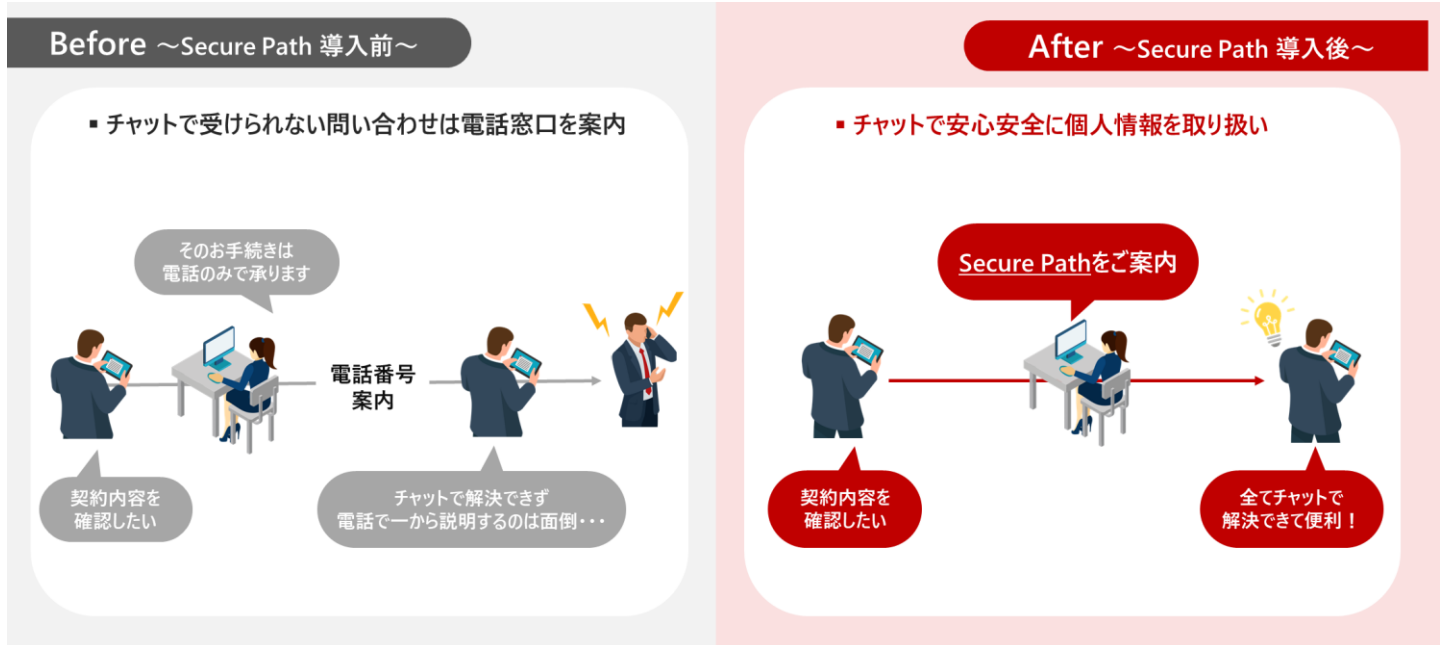 Before ～Secure Path 導入前～
▪ チャットで受けられない問い合わせは電話窓口を案内
そのお手続きは
電話のみで承ります
電話番号
案内
契約内容を
確認したい
チャットで解決できず
電話で一から説明するのは面倒・・・
After ～Secure Path 導入後～
▪ チャットで安心安全に個人情報を取り扱い
Secure Pathをご案内
契約内容を
確認したい
全てチャットで
解決できて便利！